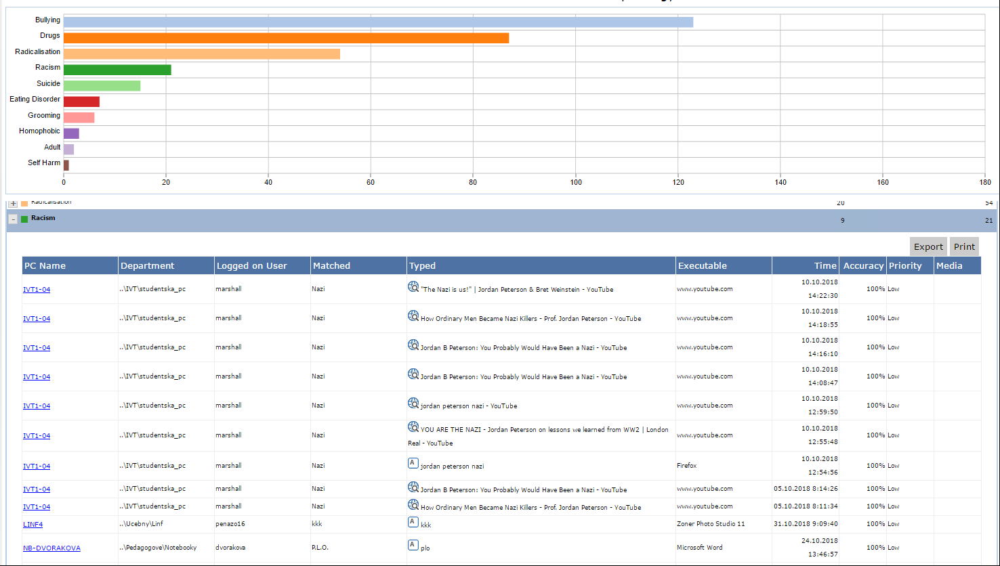 Bullying
Drugs
Radicalisation
Racism
Suicide
Eating Disorder
Grooming
Homophobic
Adult
Self Harm
0 20 40 60 80 100 120 140 160 180
+ Radicalisation 20 54
- Racism 9 21
Export Print
PC Name Department Logged on User Matched Typed Executable Time Accuracy Priority Media
IVT1-04 ..\IVT\studentska_pc marshall Nazi "The Nazi is us!" | Jordan Peterson & Bret Weinstein - YouTube www.youtube.com 10.10.2018 100% Low
14:22:30
IVT1-04 ..\IVT\studentska_pc marshall Nazi How Ordinary Men Became Nazi Killers - Prof. Jordan Peterson - YouTube www.youtube.com 10.10.2018 100% Low
14:18:55
IVT1-04 ..\IVT\studentska_pc marshall Nazi Jordan B Peterson: You Probably Would Have Been a Nazi - YouTube www.youtube.com 10.10.2018 100% Low
14:16:10
IVT1-04 ..\IVT\studentska_pc marshall Nazi Jordan B Peterson: You Probably Would Have Been a Nazi - YouTube www.youtube.com 10.10.2018 100% Low
14:08:47
IVT1-04 ..\IVT\studentska_pc marshall Nazi jordan peterson nazi - YouTube www.youtube.com 10.10.2018 100% Low
12:59:50
IVT1-04 ..\IVT\studentska_pc marshall Nazi YOU ARE THE NAZI - Jordan Peterson on lessons we learned from WW2 | London www.youtube.com 10.10.2018 100% Low
Real - YouTube 12:55:48
IVT1-04 ..\IVT\studentska_pc marshall Nazi A jordan peterson nazi Firefox 10.10.2018 100% Low
12:54:56
IVT1-04 ..\IVT\studentska_pc marshall Nazi Jordan B Peterson: You Probably Would Have Been a Nazi - YouTube www.youtube.com 05.10.2018 8:14:26 100% Low
IVT1-04 ..\IVT\studentska_pc marshall Nazi How Ordinary Men Became Nazi Killers - Prof. Jordan Peterson - YouTube www.youtube.com 05.10.2018 8:11:34 100% Low
LINF4 ..\Ucebny\Linf penazo16 kkk A kkk Zoner Photo Studio 11 31.10.2018 9:09:40 100% Low
NB-DVORAKOVA ..\Pedagogove\Notebooky dvorakova P.L.O. A plo Microsoft Word 24.10.2018 100% Low
13:46:57